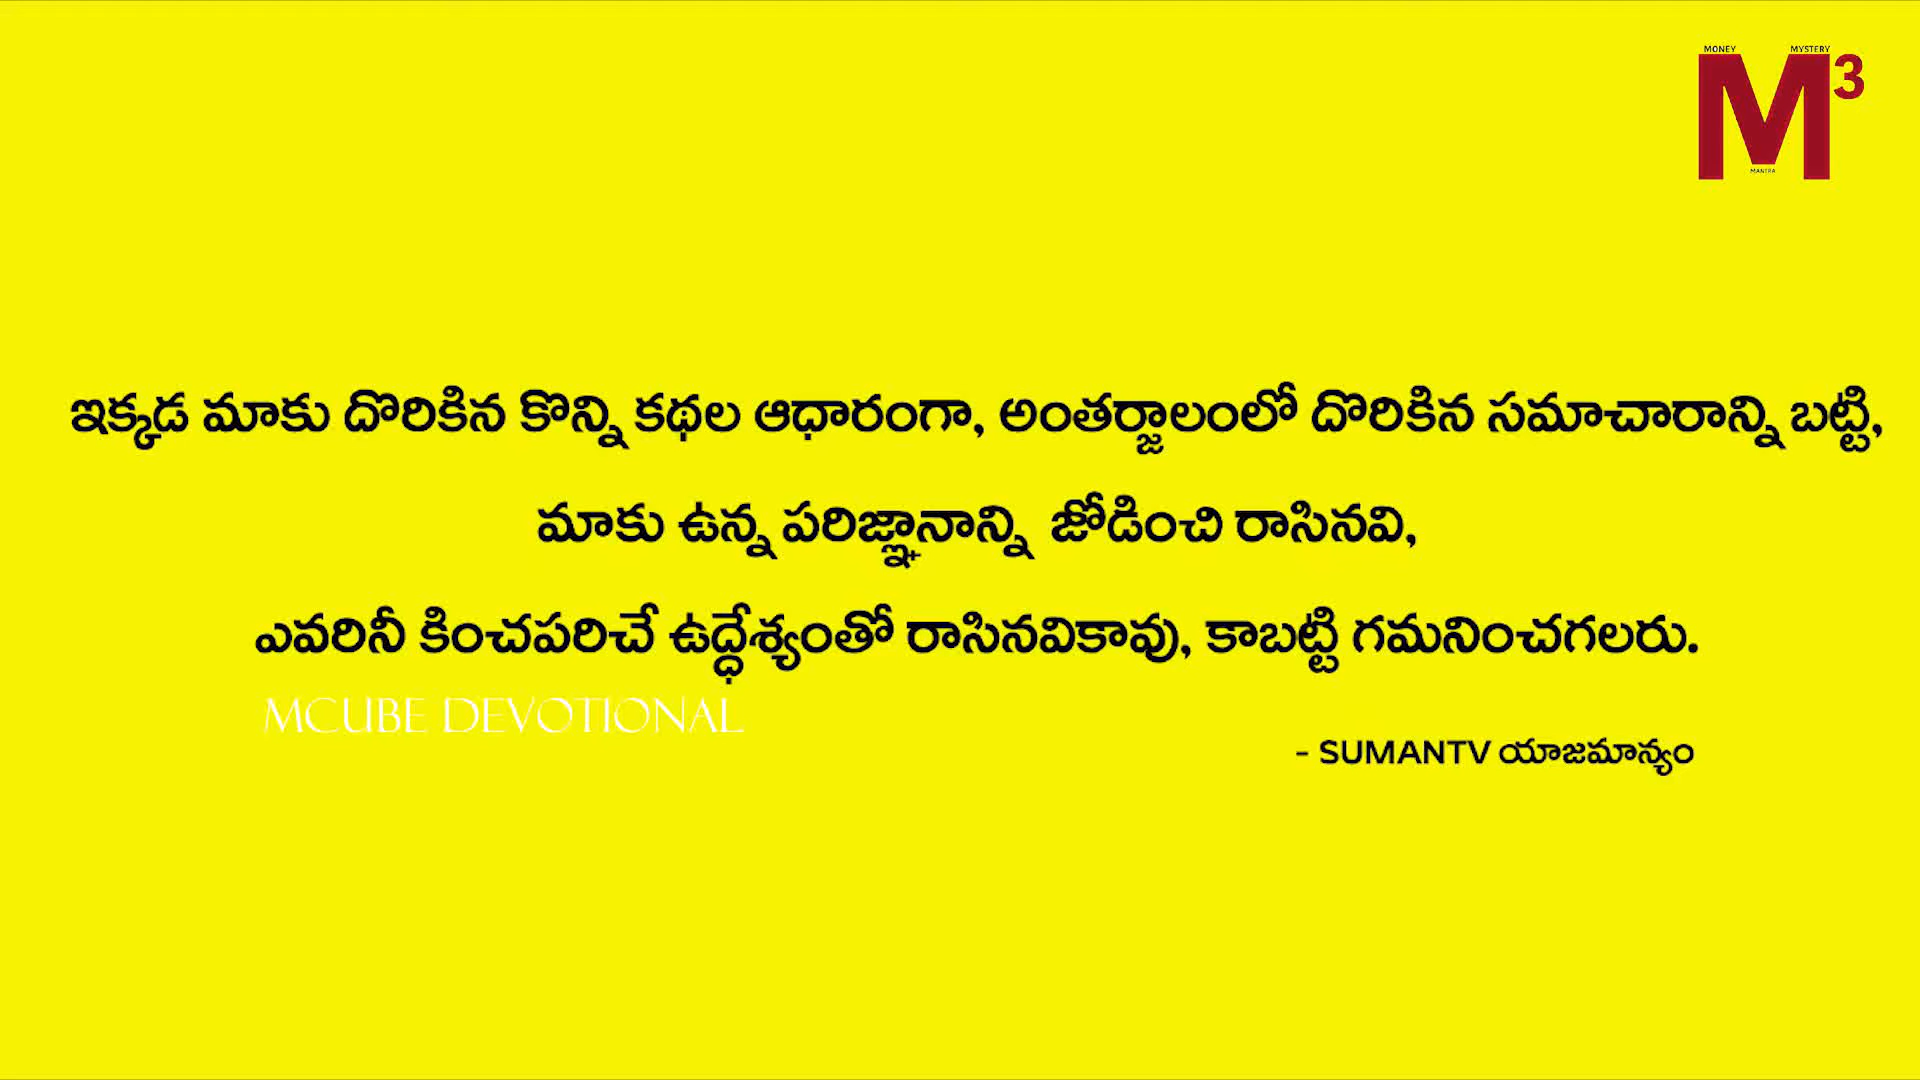 MONEY MYSTERY
M3
MANTRA
ఇక్కడ మాకు దొరికిన కొన్ని కథల ఆధారంగా, అంతర్జాలంలో దొరికిన సమాచారాన్ని బట్టి,
మాకు ఉన్న పరిజ్ఞానాన్ని జోడించి రాసినవి,
ఎవరినీ కించపరిచే ఉద్ధేశ్యంతో రాసినవికావు, కాబట్టి గమనించగలరు.
MCUBE DEVOTIONAL
- SUMANTV యాజమాన్యం